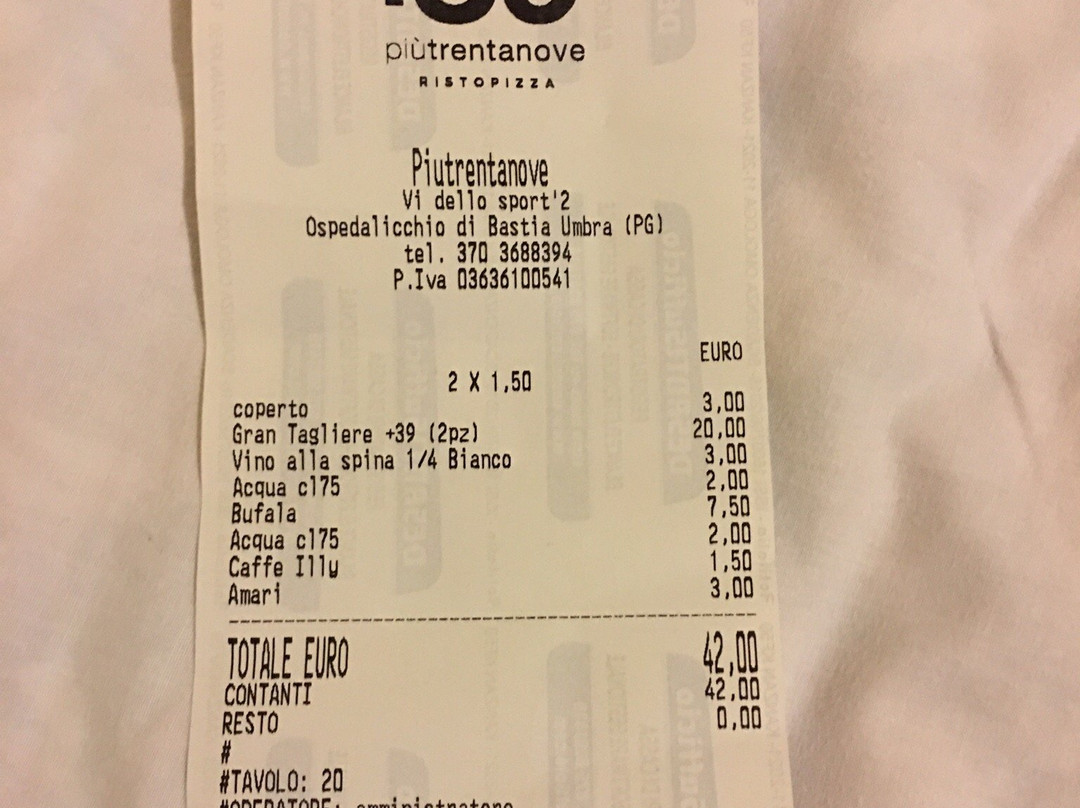 piùtrentanove
RISTOPIZZA
Piutrentanove
Vi dello sport'2
Ospedalicchio di Bastia Umbra (PG)
tel. 370 3688394
P.Iva 03636100541
EURO
2 X 1,50
coperto 3,00
Gran Tagliere +39 (2pz) 20,00
Vino alla spina 1/4 Bianco 3,00
Acqua cl75 2,00
Bufala 7,50
Acqua cl75 2,00
Caffe Illy 1,50
Amari 3,00
TOTALE EURO 42,00
CONTANTI 42,00
RESTO 0,00
#
#TAVOLO: 20
#OPERATORE: amministratore